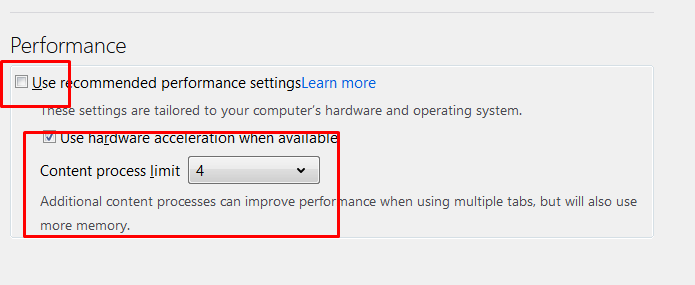 Performance
Use recommended performance settingsLearn more
These settings are tailored to your computer's hardware and operating system.
Use hardware acceleration when available
Content process limit 4
Additional content processes can improve performance when using multiple tabs, but will also use
more memory.